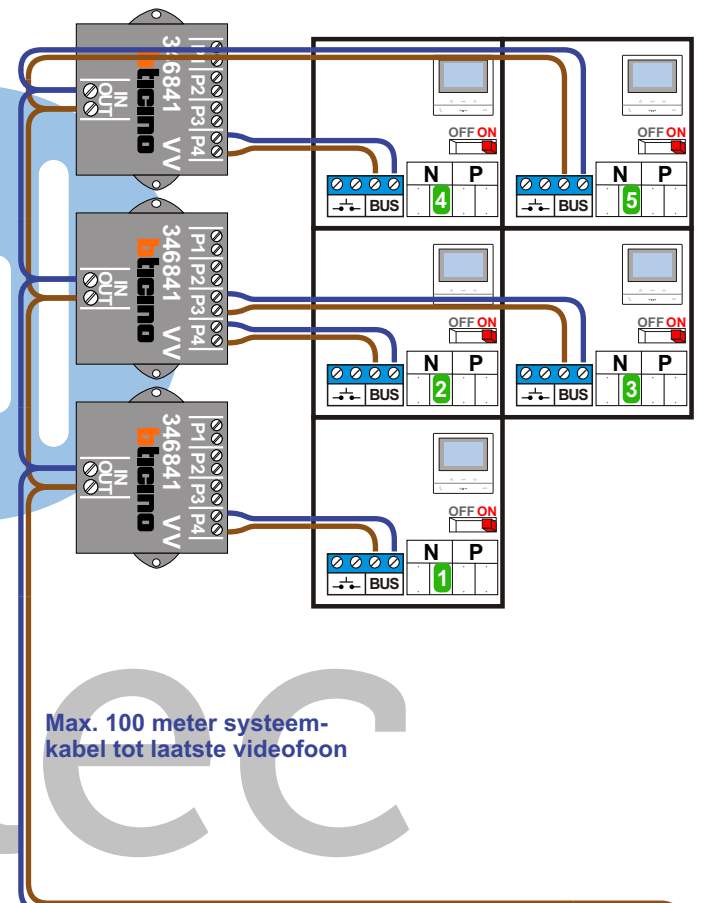 346841
bticino
VV
IN
OUT
P1 P2 P3 P4
OFF ON
N P
4
BUS
OFF ON
N P
5
BUS
346841
bticino
VV
IN
OUT
P1 P2 P3 P4
OFF ON
N P
2
BUS
OFF ON
N P
3
BUS
346841
bticino
VV
IN
OUT
P1 P2 P3 P4
OFF ON
N P
1
BUS
Max. 100 meter systeem-
kabel tot laatste videofoon
ec